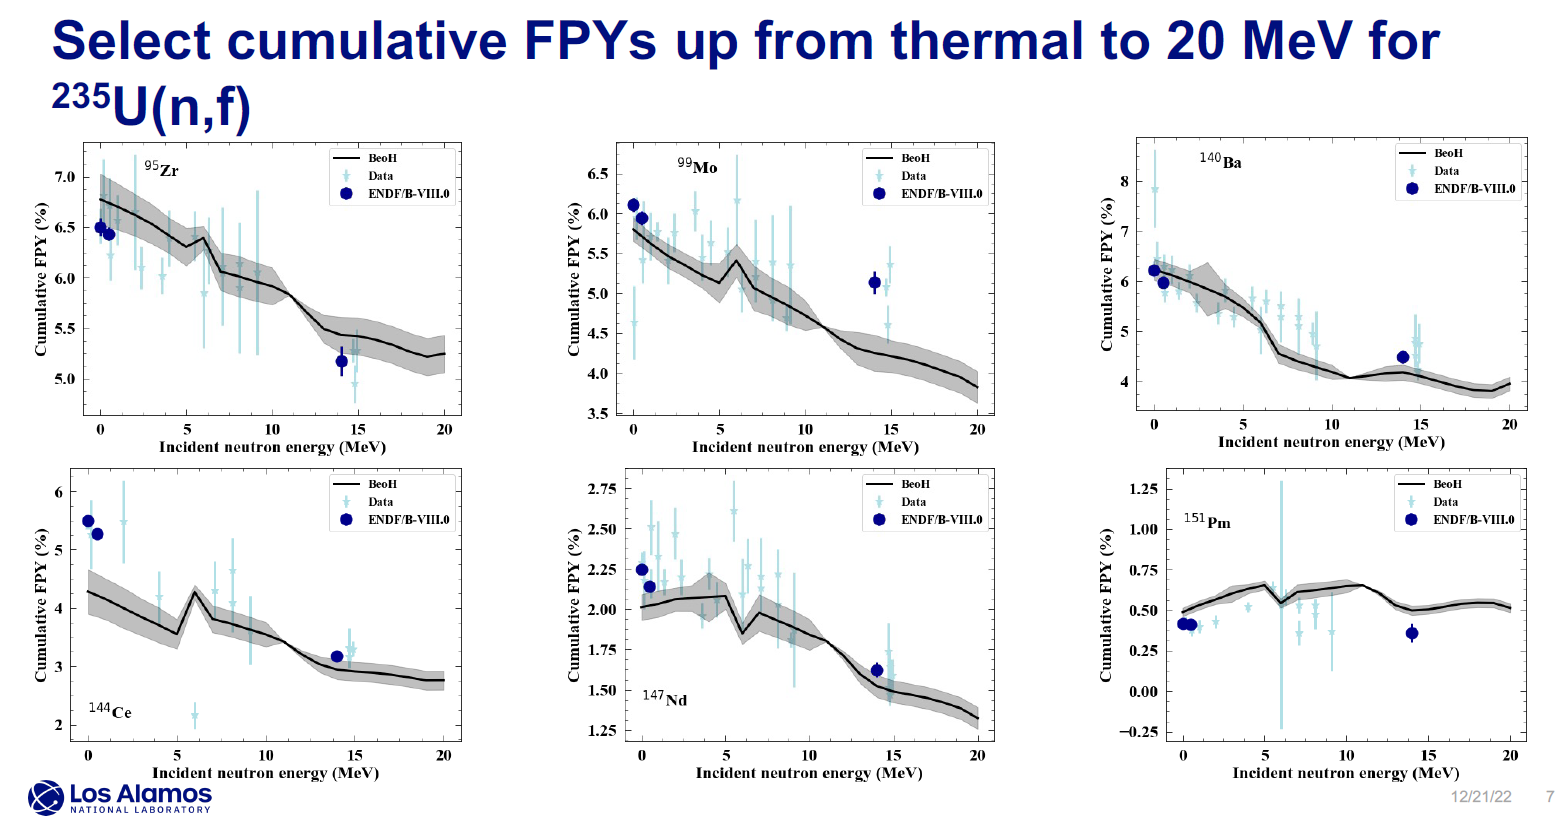 Select cumulative FPYs up from thermal to 20 MeV for
²³⁵U(n,f)
⁹⁵Zr
BeoH
Data
ENDF/B-VIII.0
Cumulative FPY (%)
7.0
6.5
6.0
5.5
5.0
0 5 10 15 20
Incident neutron energy (MeV)
⁹⁹Mo
BeoH
Data
ENDF/B-VIII.0
Cumulative FPY (%)
6.5
6.0
5.5
5.0
4.5
4.0
3.5
0 5 10 15 20
Incident neutron energy (MeV)
¹⁴⁰Ba
BeoH
Data
ENDF/B-VIII.0
Cumulative FPY (%)
8
7
6
5
4
0 5 10 15 20
Incident neutron energy (MeV)
BeoH
Data
ENDF/B-VIII.0
Cumulative FPY (%)
6
5
4
3
2
¹⁴⁴Ce
0 5 10 15 20
Incident neutron energy (MeV)
BeoH
Data
ENDF/B-VIII.0
Cumulative FPY (%)
2.75
2.50
2.25
2.00
1.75
1.50
1.25
¹⁴⁷Nd
0 5 10 15 20
Incident neutron energy (MeV)
¹⁵¹Pm
BeoH
Data
ENDF/B-VIII.0
Cumulative FPY (%)
1.25
1.00
0.75
0.50
0.25
0.00
−0.25
0 5 10 15 20
Incident neutron energy (MeV)
Los Alamos
NATIONAL LABORATORY
12/21/22 7